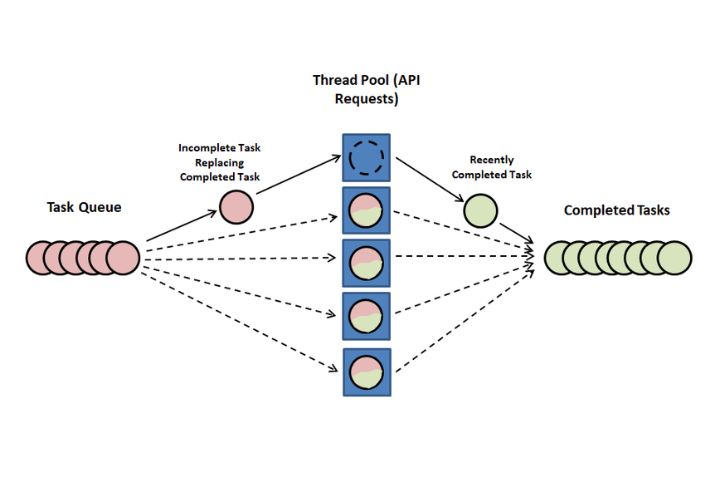 Thread Pool (API
Requests)
Incomplete Task
Replacing
Completed Task
Recently
Completed Task
Task Queue
Completed Tasks